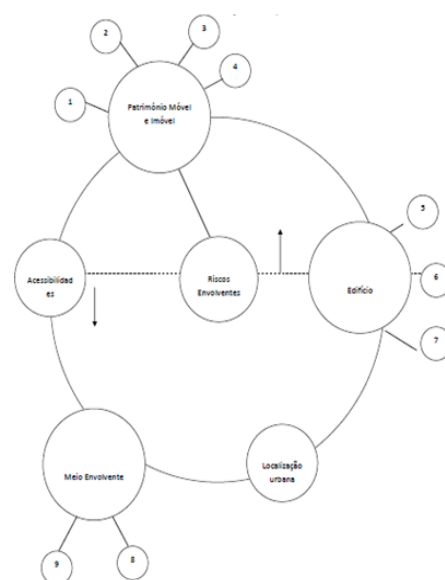 2
3
4
1
Património Móvel
e Imóvel
5
Acessibilidad
es
Riscos
Envolventes
Edifício
6
7
Meio Envolvente
Localização
urbana
9
8